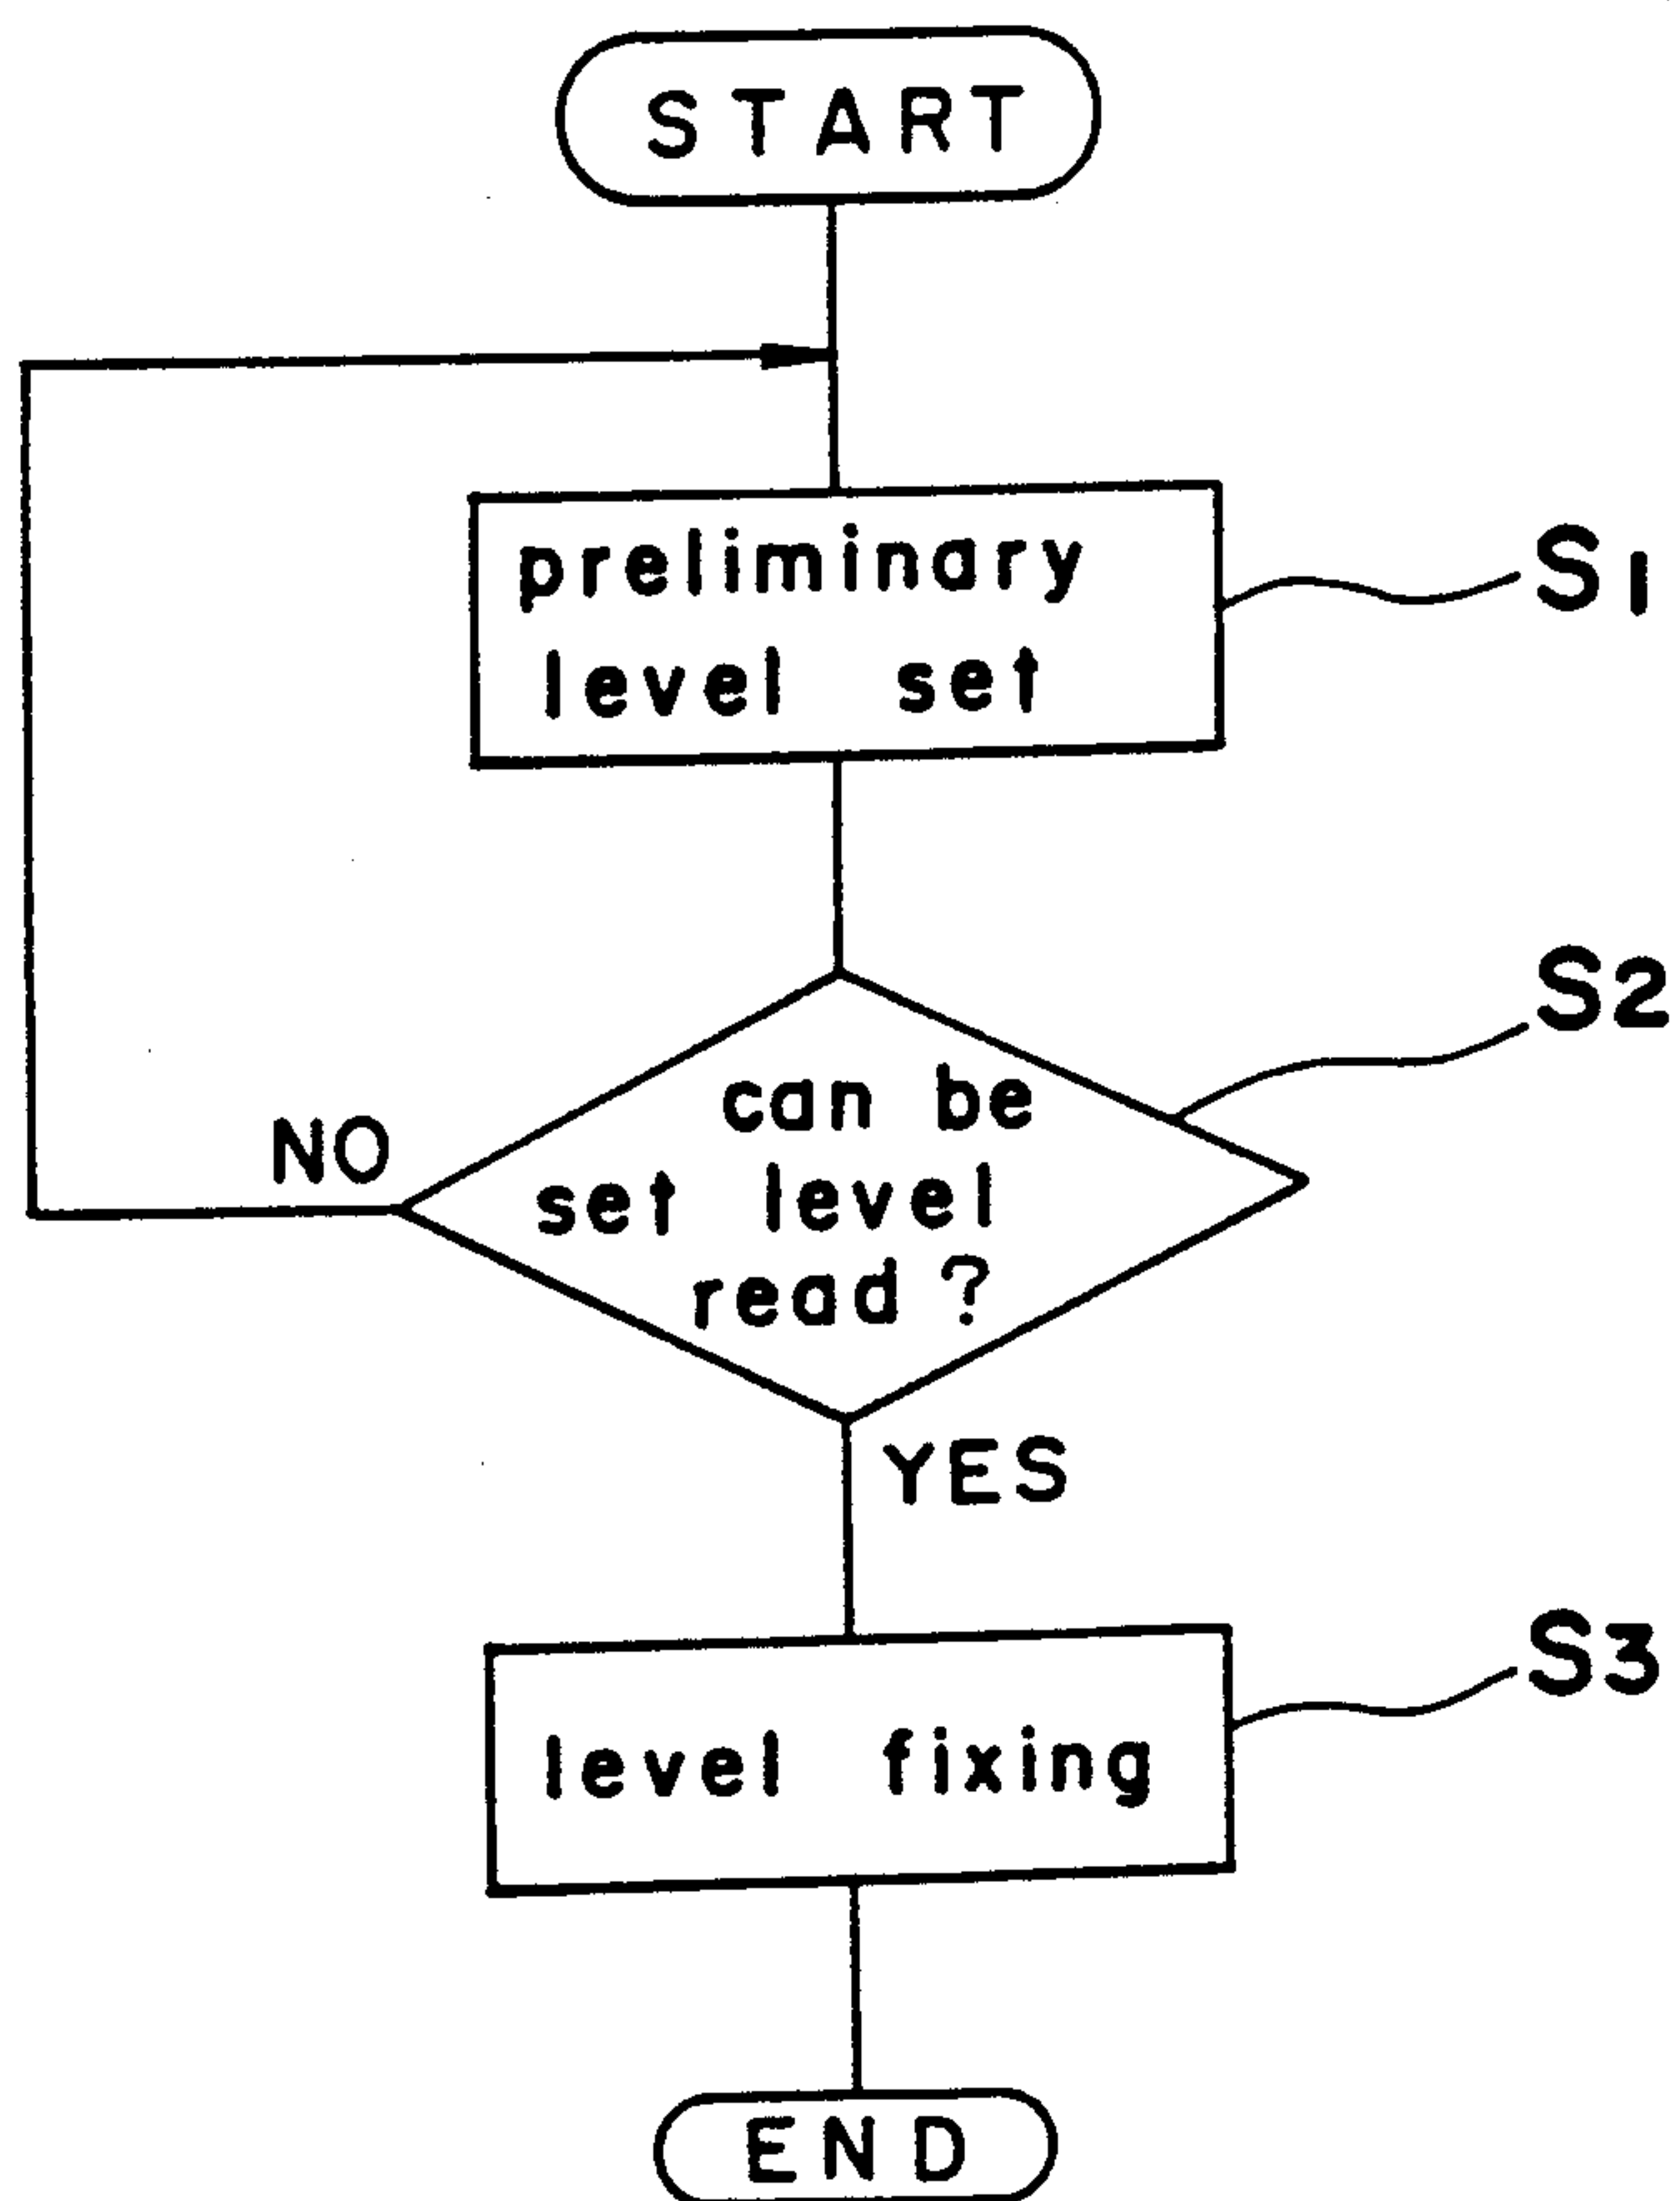 START
preliminary
level set
S1
can be
set level
read?
S2
NO
YES
level fixing
S3
END